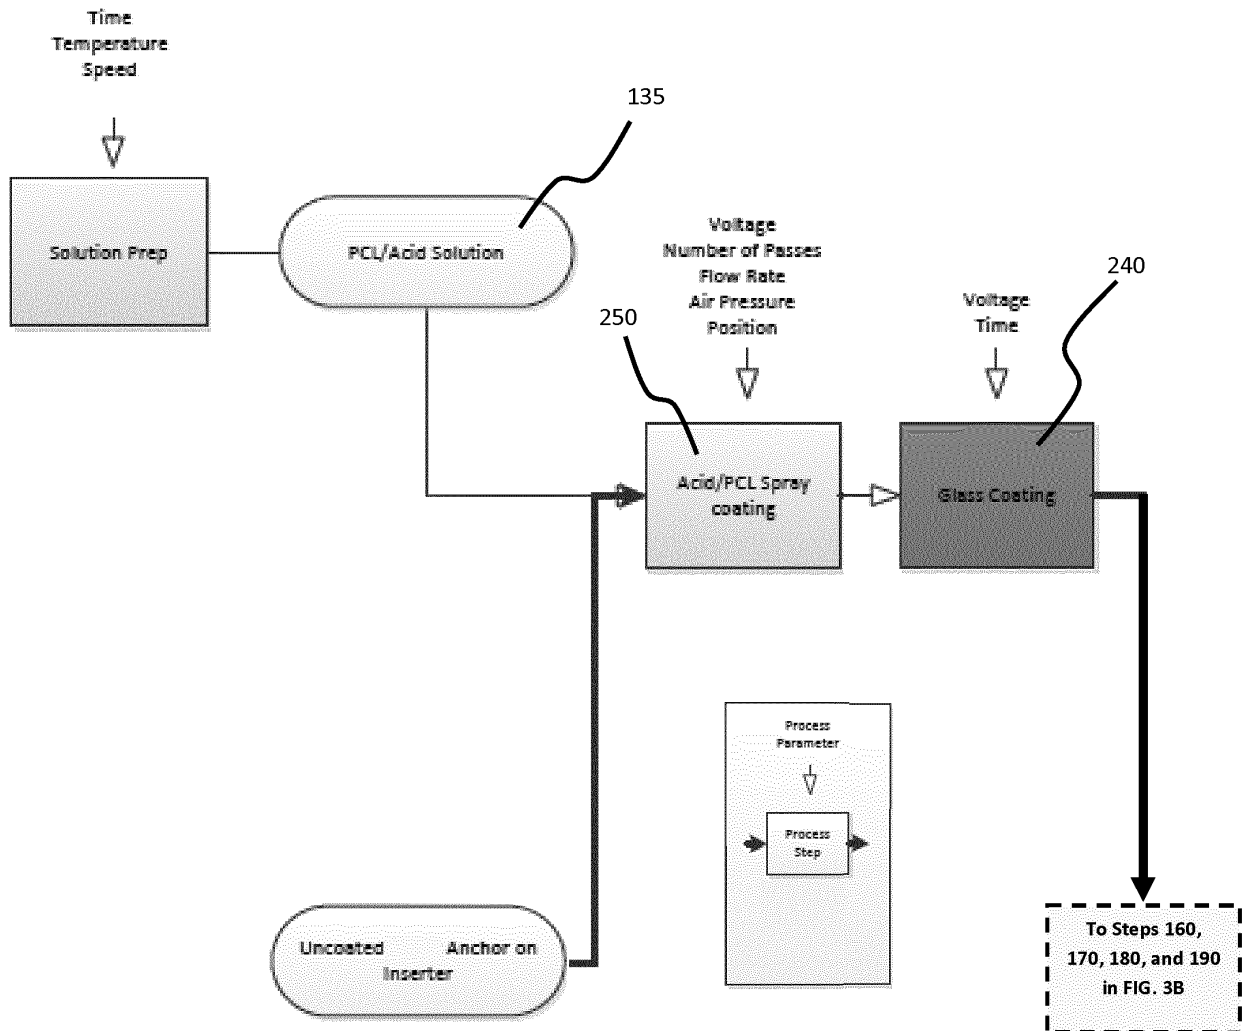 Time
Temperature
Speed
135
Solution Prep
PCL/Acid Solution
Voltage
Number of Passes
Flow Rate
Air Pressure
Position
240
Voltage
Time
250
Acid/PCL Spray
coating
Glass Coating
Process
Parameter
Process
Step
Uncoated Anchor on
Inserter
To Steps 160,
170, 180, and 190
in FIG. 3B